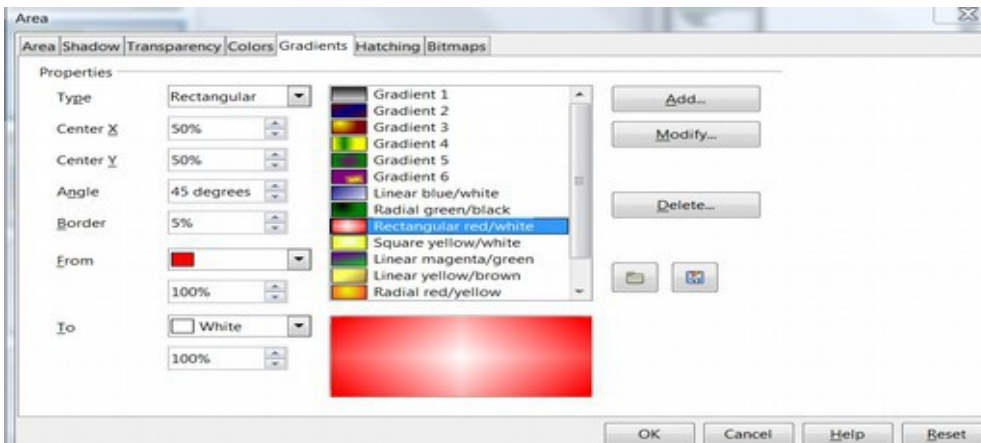 Area
Area Shadow Transparency Colors Gradients Hatching Bitmaps
Properties
Type Rectangular
Center X 50%
Center Y 50%
Angle 45 degrees
Border 5%
From
100%
To White
100%
Gradient 1
Gradient 2
Gradient 3
Gradient 4
Gradient 5
Gradient 6
Linear blue/white
Radial green/black
Rectangular red/white
Square yellow/white
Linear magenta/green
Linear yellow/brown
Radial red/yellow
Add...
Modify...
Delete...
OK Cancel Help Reset